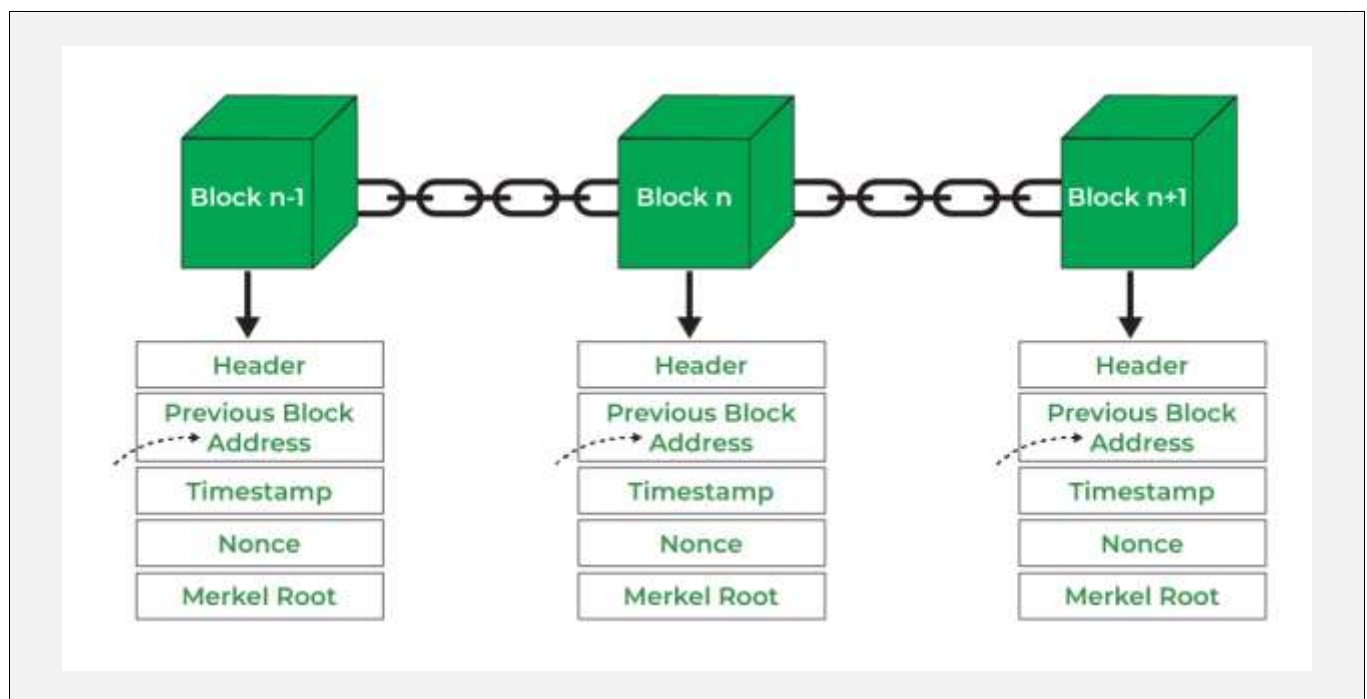 Block n-1
Block n
Block n+1
Header
Previous Block
Address
Timestamp
Nonce
Merkel Root
Header
Previous Block
Address
Timestamp
Nonce
Merkel Root
Header
Previous Block
Address
Timestamp
Nonce
Merkel Root